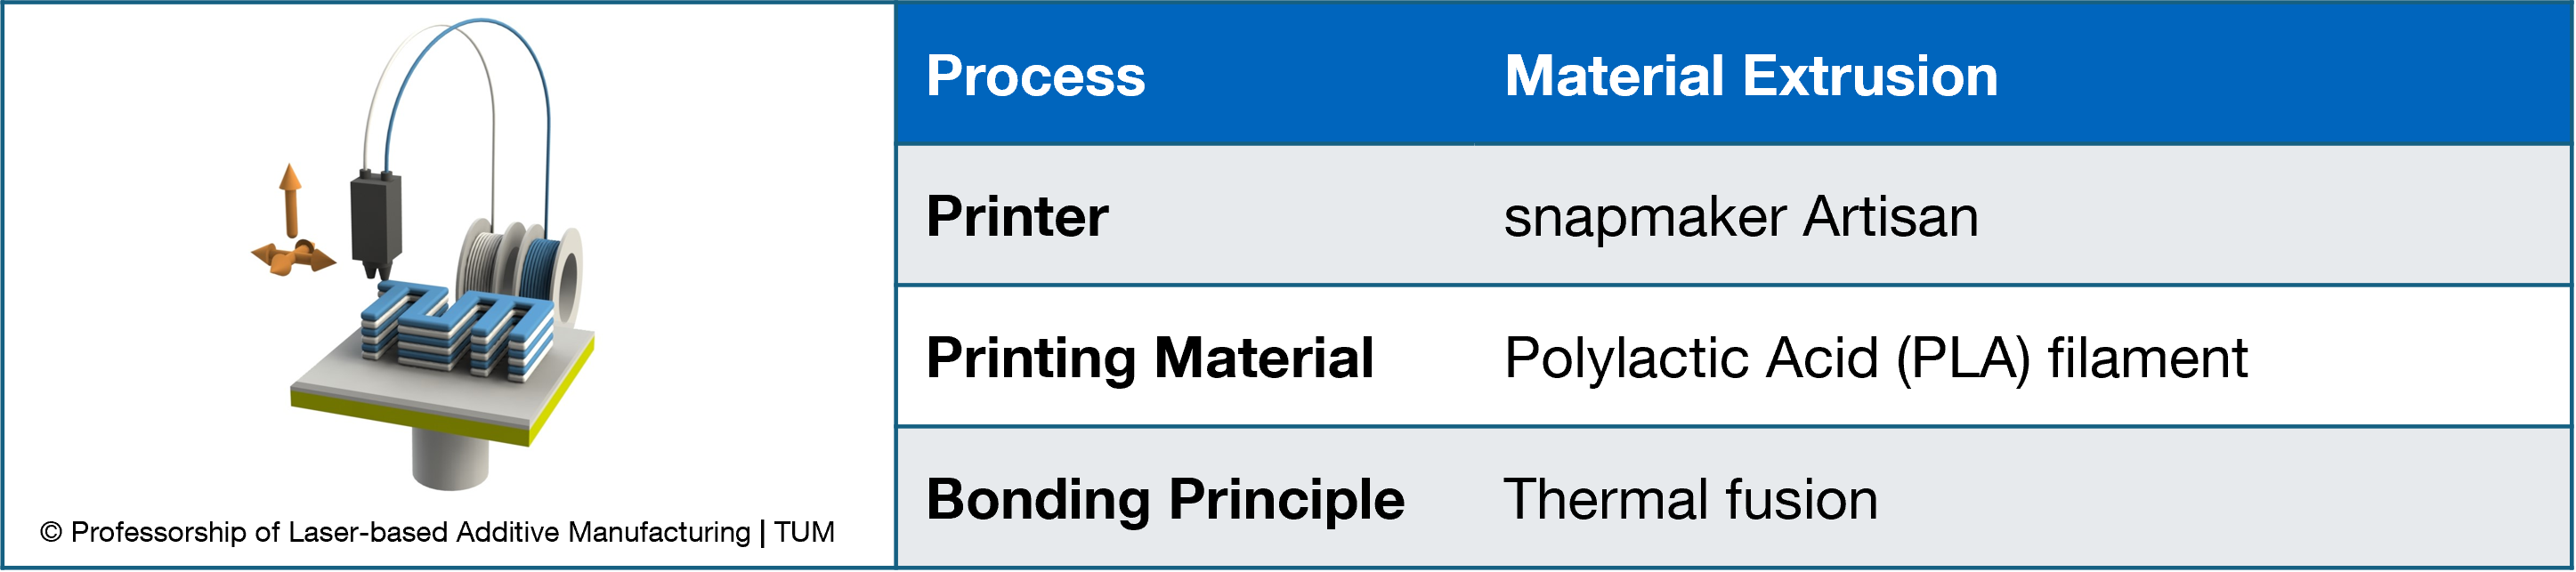 TUM
© Professorship of Laser-based Additive Manufacturing | TUM
Process Material Extrusion
Printer snapmaker Artisan
Printing Material Polylactic Acid (PLA) filament
Bonding Principle Thermal fusion